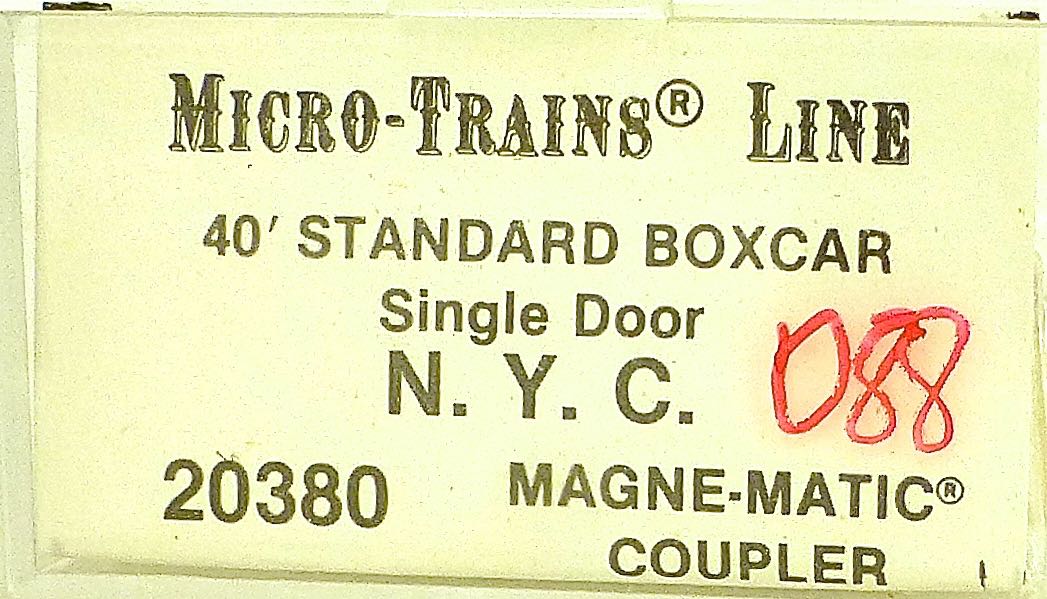 MICRO-TRAINS® LINE
40' STANDARD BOXCAR
Single Door
N. Y. C.
088
20380
MAGNE-MATIC®
COUPLER